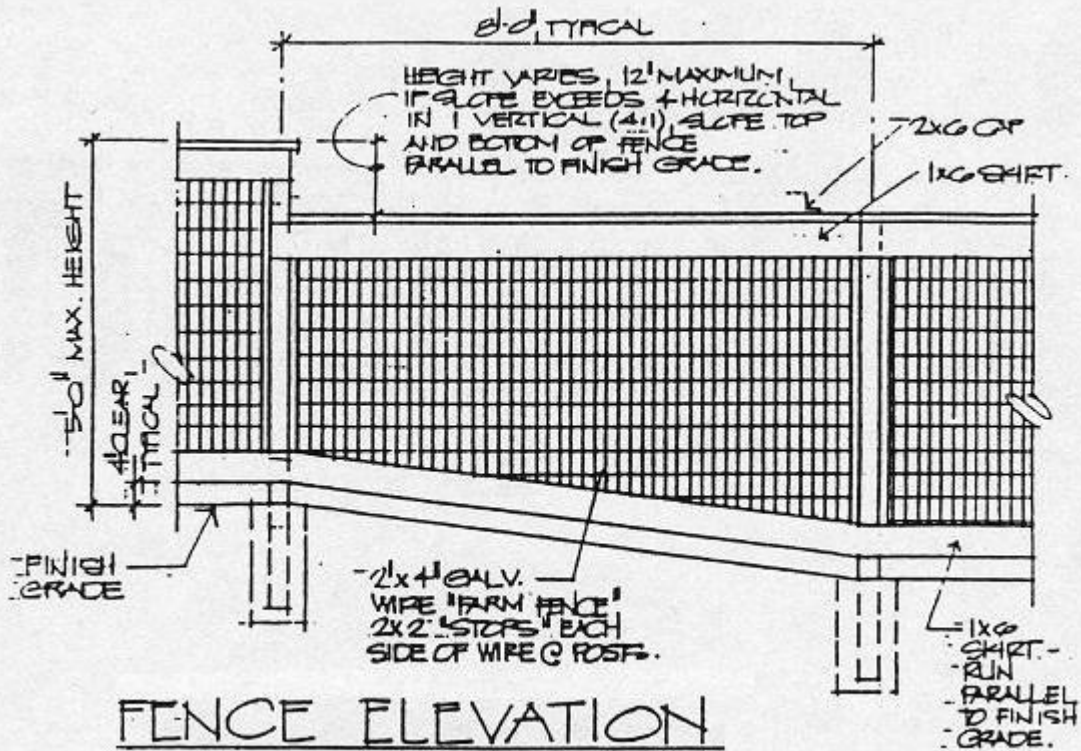 8'-0" TYPICAL
HEIGHT VARIES, 12" MAXIMUM,
IF SLOPE EXCEEDS 4 HORIZONTAL
IN 1 VERTICAL (4:1), SLOPE TOP
AND BOTTOM OF FENCE
PARALLEL TO FINISH GRADE.
2x6 CAP
1x6 SKIRT.
5'-0" MAX. HEIGHT
4" CLEAR,
TYPICAL
FINISH
GRADE
2"x4" GALV.
WIRE "FARM FENCE"
2x2 "STOPS" EACH
SIDE OF WIRE @ POSTS.
1x6
SKIRT -
RUN
PARALLEL
TO FINISH
GRADE.
FENCE ELEVATION